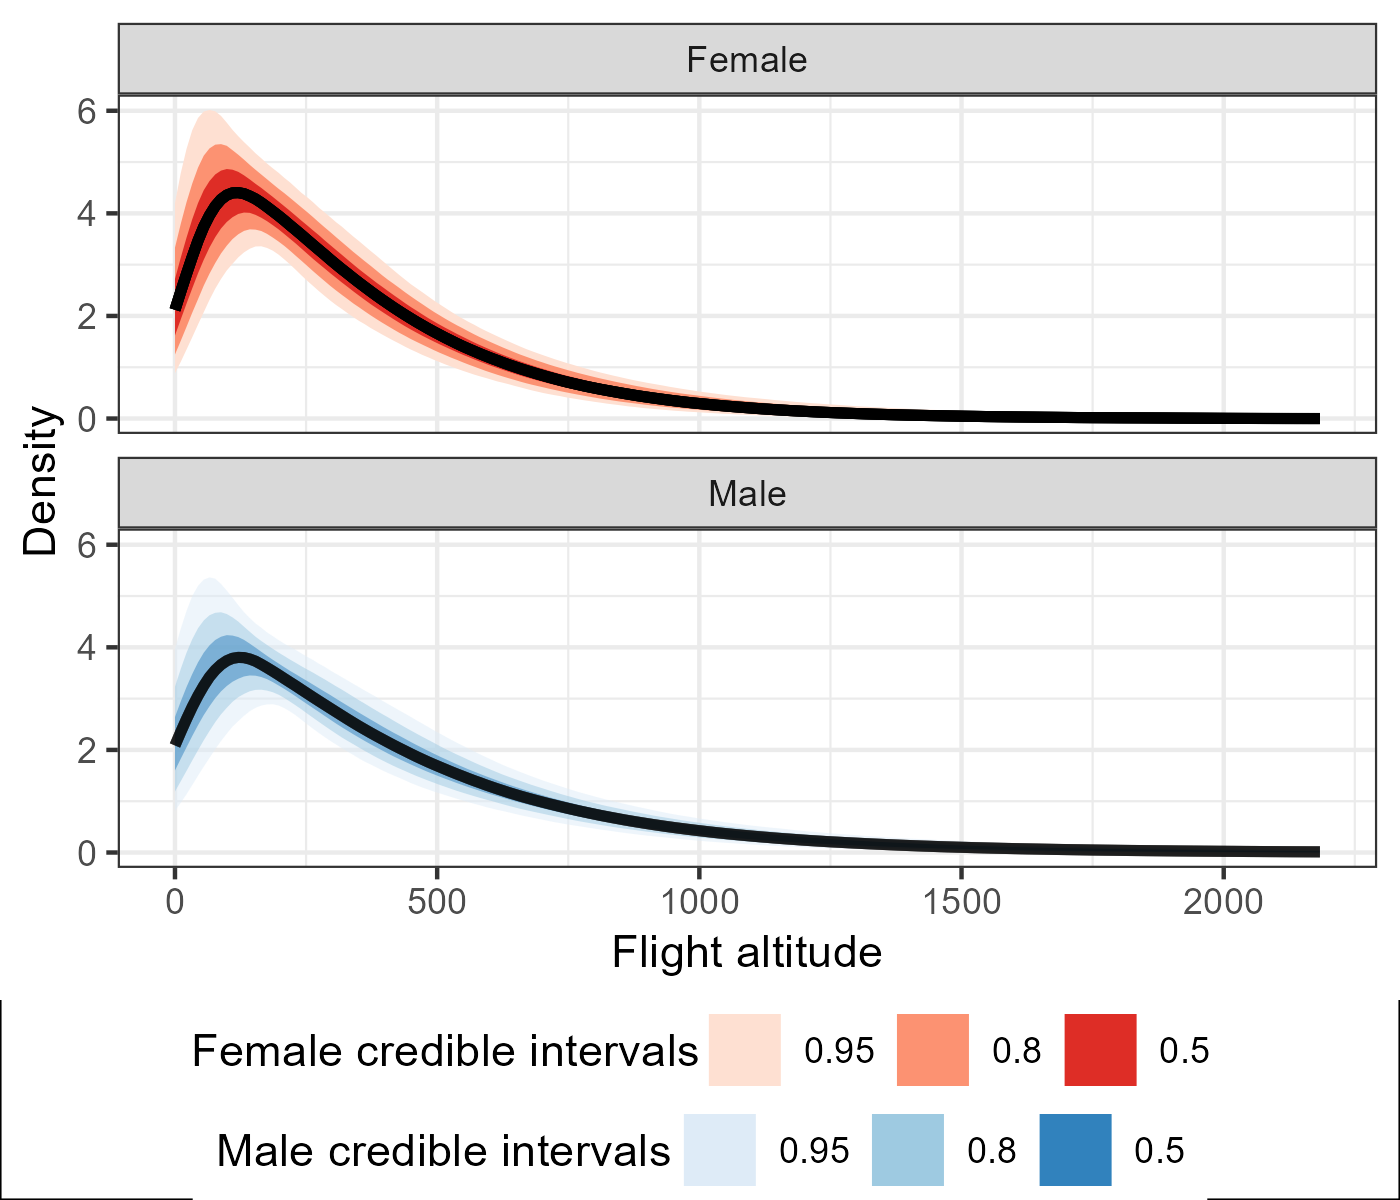 Female
6
4
2
0
Density
Male
6
4
2
0
0 500 1000 1500 2000
Flight altitude
Female credible intervals 0.95 0.8 0.5
Male credible intervals 0.95 0.8 0.5